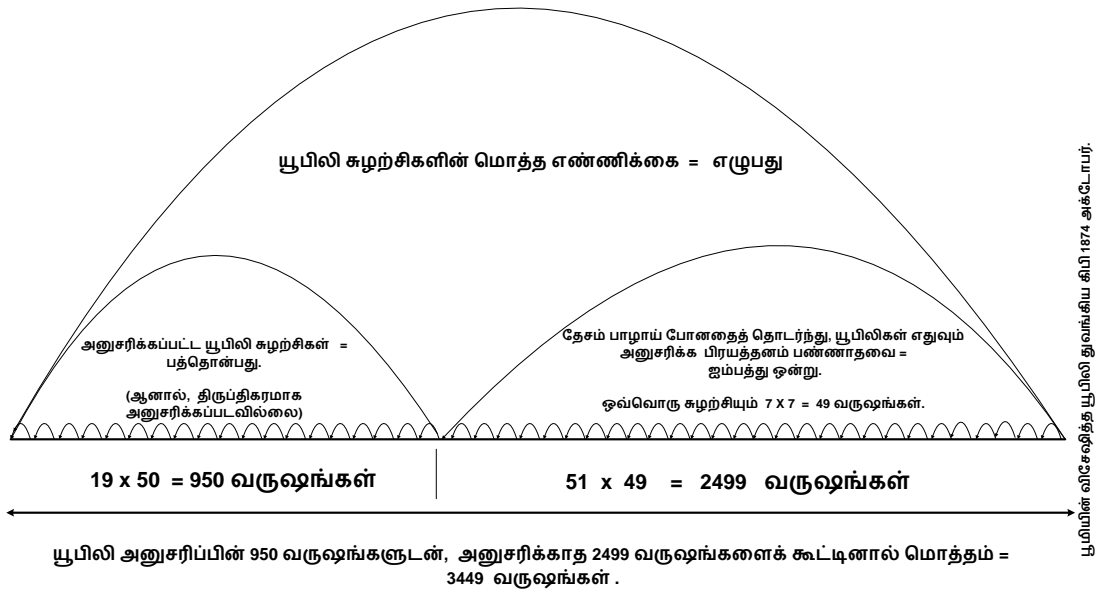 யூபிலி சுழற்சிகளின் மொத்த எண்ணிக்கை = எழுபது
அனுசரிக்கப்பட்ட யூபிலி சுழற்சிகள் =
பத்தொன்பது.
(ஆனால், திருப்திகரமாக
அனுசரிக்கப்படவில்லை)
தேசம் பாழாய் போனதைத் தொடர்ந்து, யூபிலிகள் எதுவும்
அனுசரிக்க பிரயத்தனம் பண்ணாதவை =
ஐம்பத்து ஒன்று.
ஒவ்வொரு சுழற்சியும் 7 X 7 = 49 வருஷங்கள்.
19 x 50 = 950 வருஷங்கள்
51 x 49 = 2499 வருஷங்கள்
யூபிலி அனுசரிப்பின் 950 வருஷங்களுடன், அனுசரிக்காத 2499 வருஷங்களைக் கூட்டினால் மொத்தம் =
3449 வருஷங்கள் .
பூமியின் விசேஷித்த யூபிலி துவங்கிய கிபி 1874 அக்டோபர்.